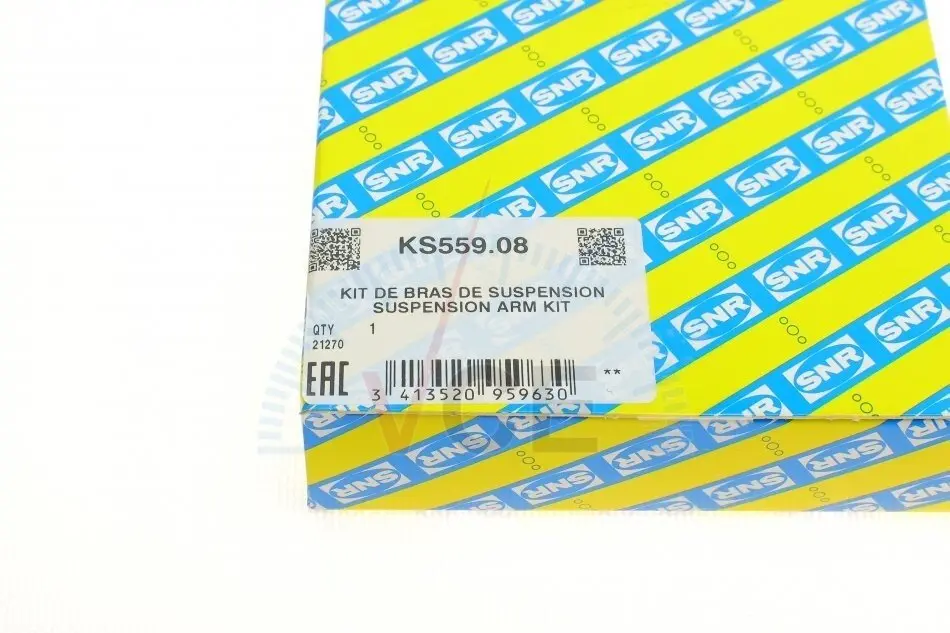 SNR
KS559.08
KIT DE BRAS DE SUSPENSION
SUSPENSION ARM KIT
QTY 1
21270
EAC
3 413520 959630
**